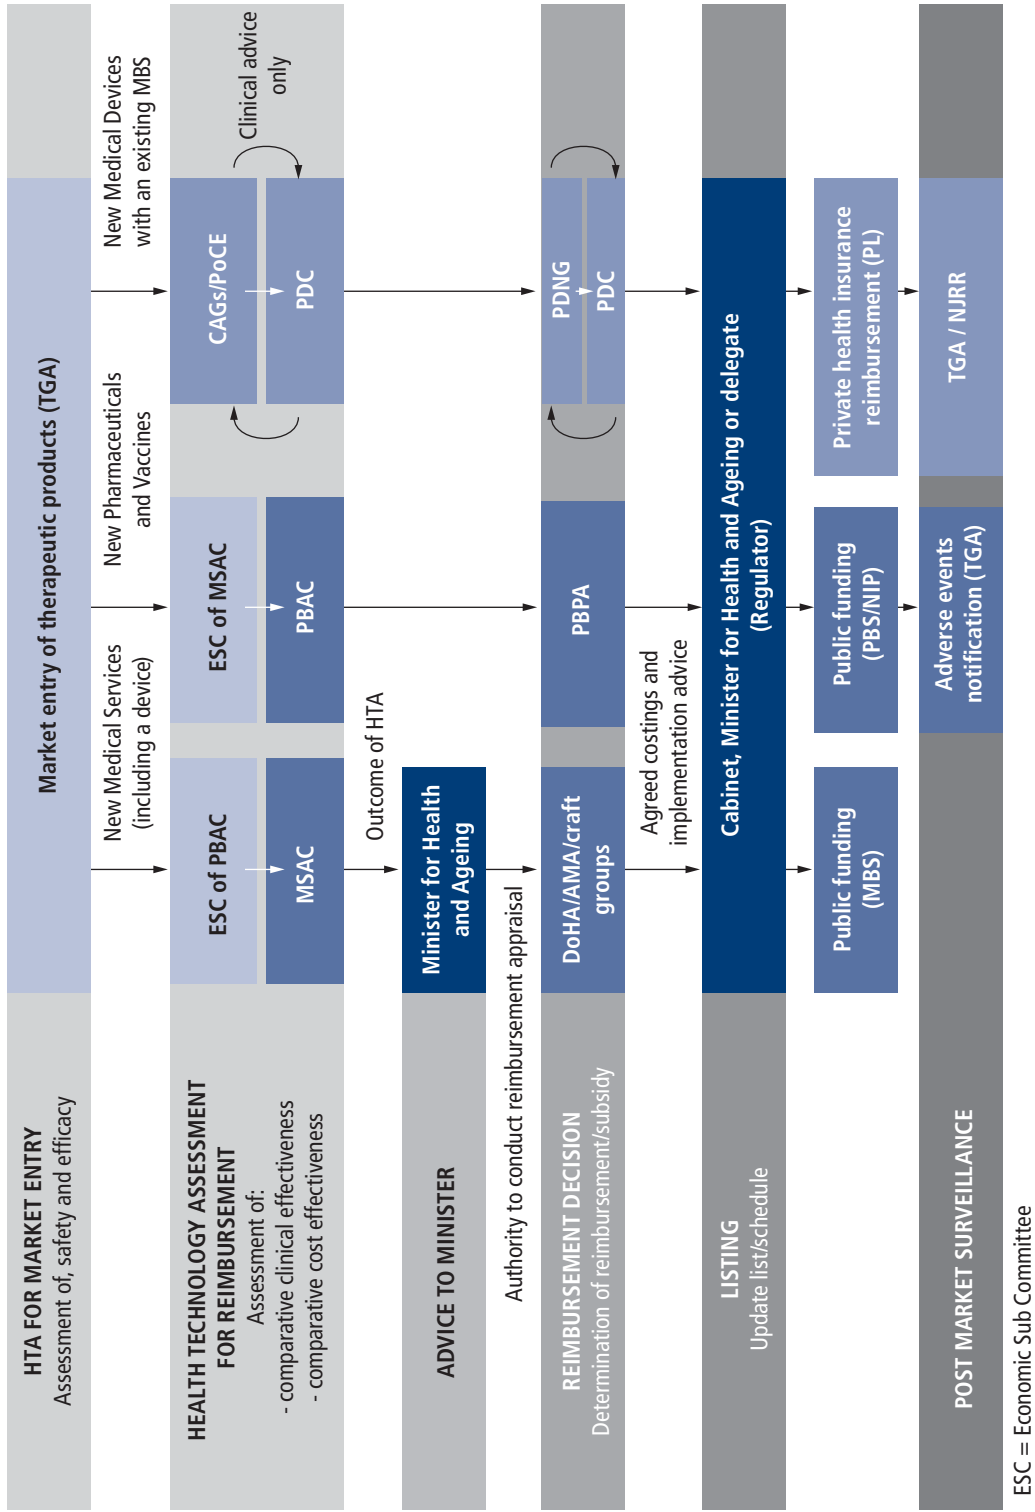 HTA FOR MARKET ENTRY
Assessment of, safety and efficacy
Market entry of therapeutic products (TGA)
New Medical Services
(including a device)
New Pharmaceuticals
and Vaccines
New Medical Devices
with an existing MBS
HEALTH TECHNOLOGY ASSESSMENT
FOR REIMBURSEMENT
Assessment of:
- comparative clinical effectiveness
- comparative cost effectiveness
ESC of PBAC
MSAC
ESC of MSAC
PBAC
CAGs/PoCE
PDC
Clinical advice
only
Outcome of HTA
ADVICE TO MINISTER
Minister for Health
and Ageing
Authority to conduct reimbursement appraisal
REIMBURSEMENT DECISION
Determination of reimbursement/subsidy
DoHA/AMA/craft
groups
PBPA
PDNG
PDC
Agreed costings and
implementation advice
LISTING
Update list/schedule
Cabinet, Minister for Health and Ageing or delegate
(Regulator)
Public funding
(MBS)
Public funding
(PBS/NIP)
Private health insurance
reimbursement (PL)
POST MARKET SURVEILLANCE
Adverse events
notification (TGA)
TGA / NJRR
ESC = Economic Sub Committee